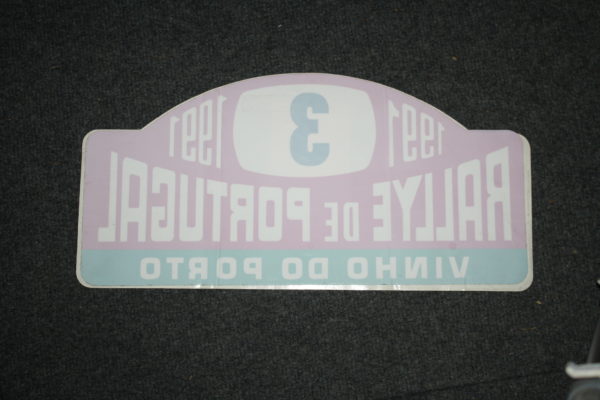 1991 3 1991
RALLYE DE PORTUGAL
VINHO DO PORTO